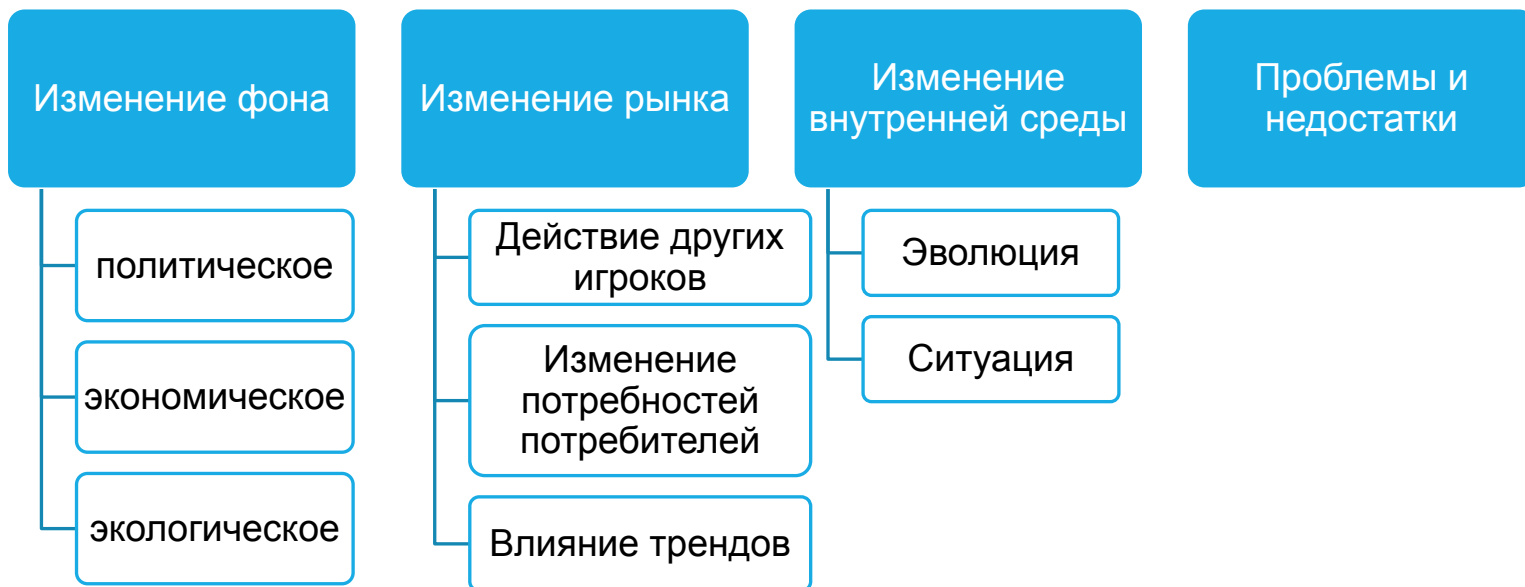 Изменение фона
политическое
экономическое
экологическое
Изменение рынка
Действие других
игроков
Изменение
потребностей
потребителей
Влияние трендов
Изменение
внутренней среды
Эволюция
Ситуация
Проблемы и
недостатки